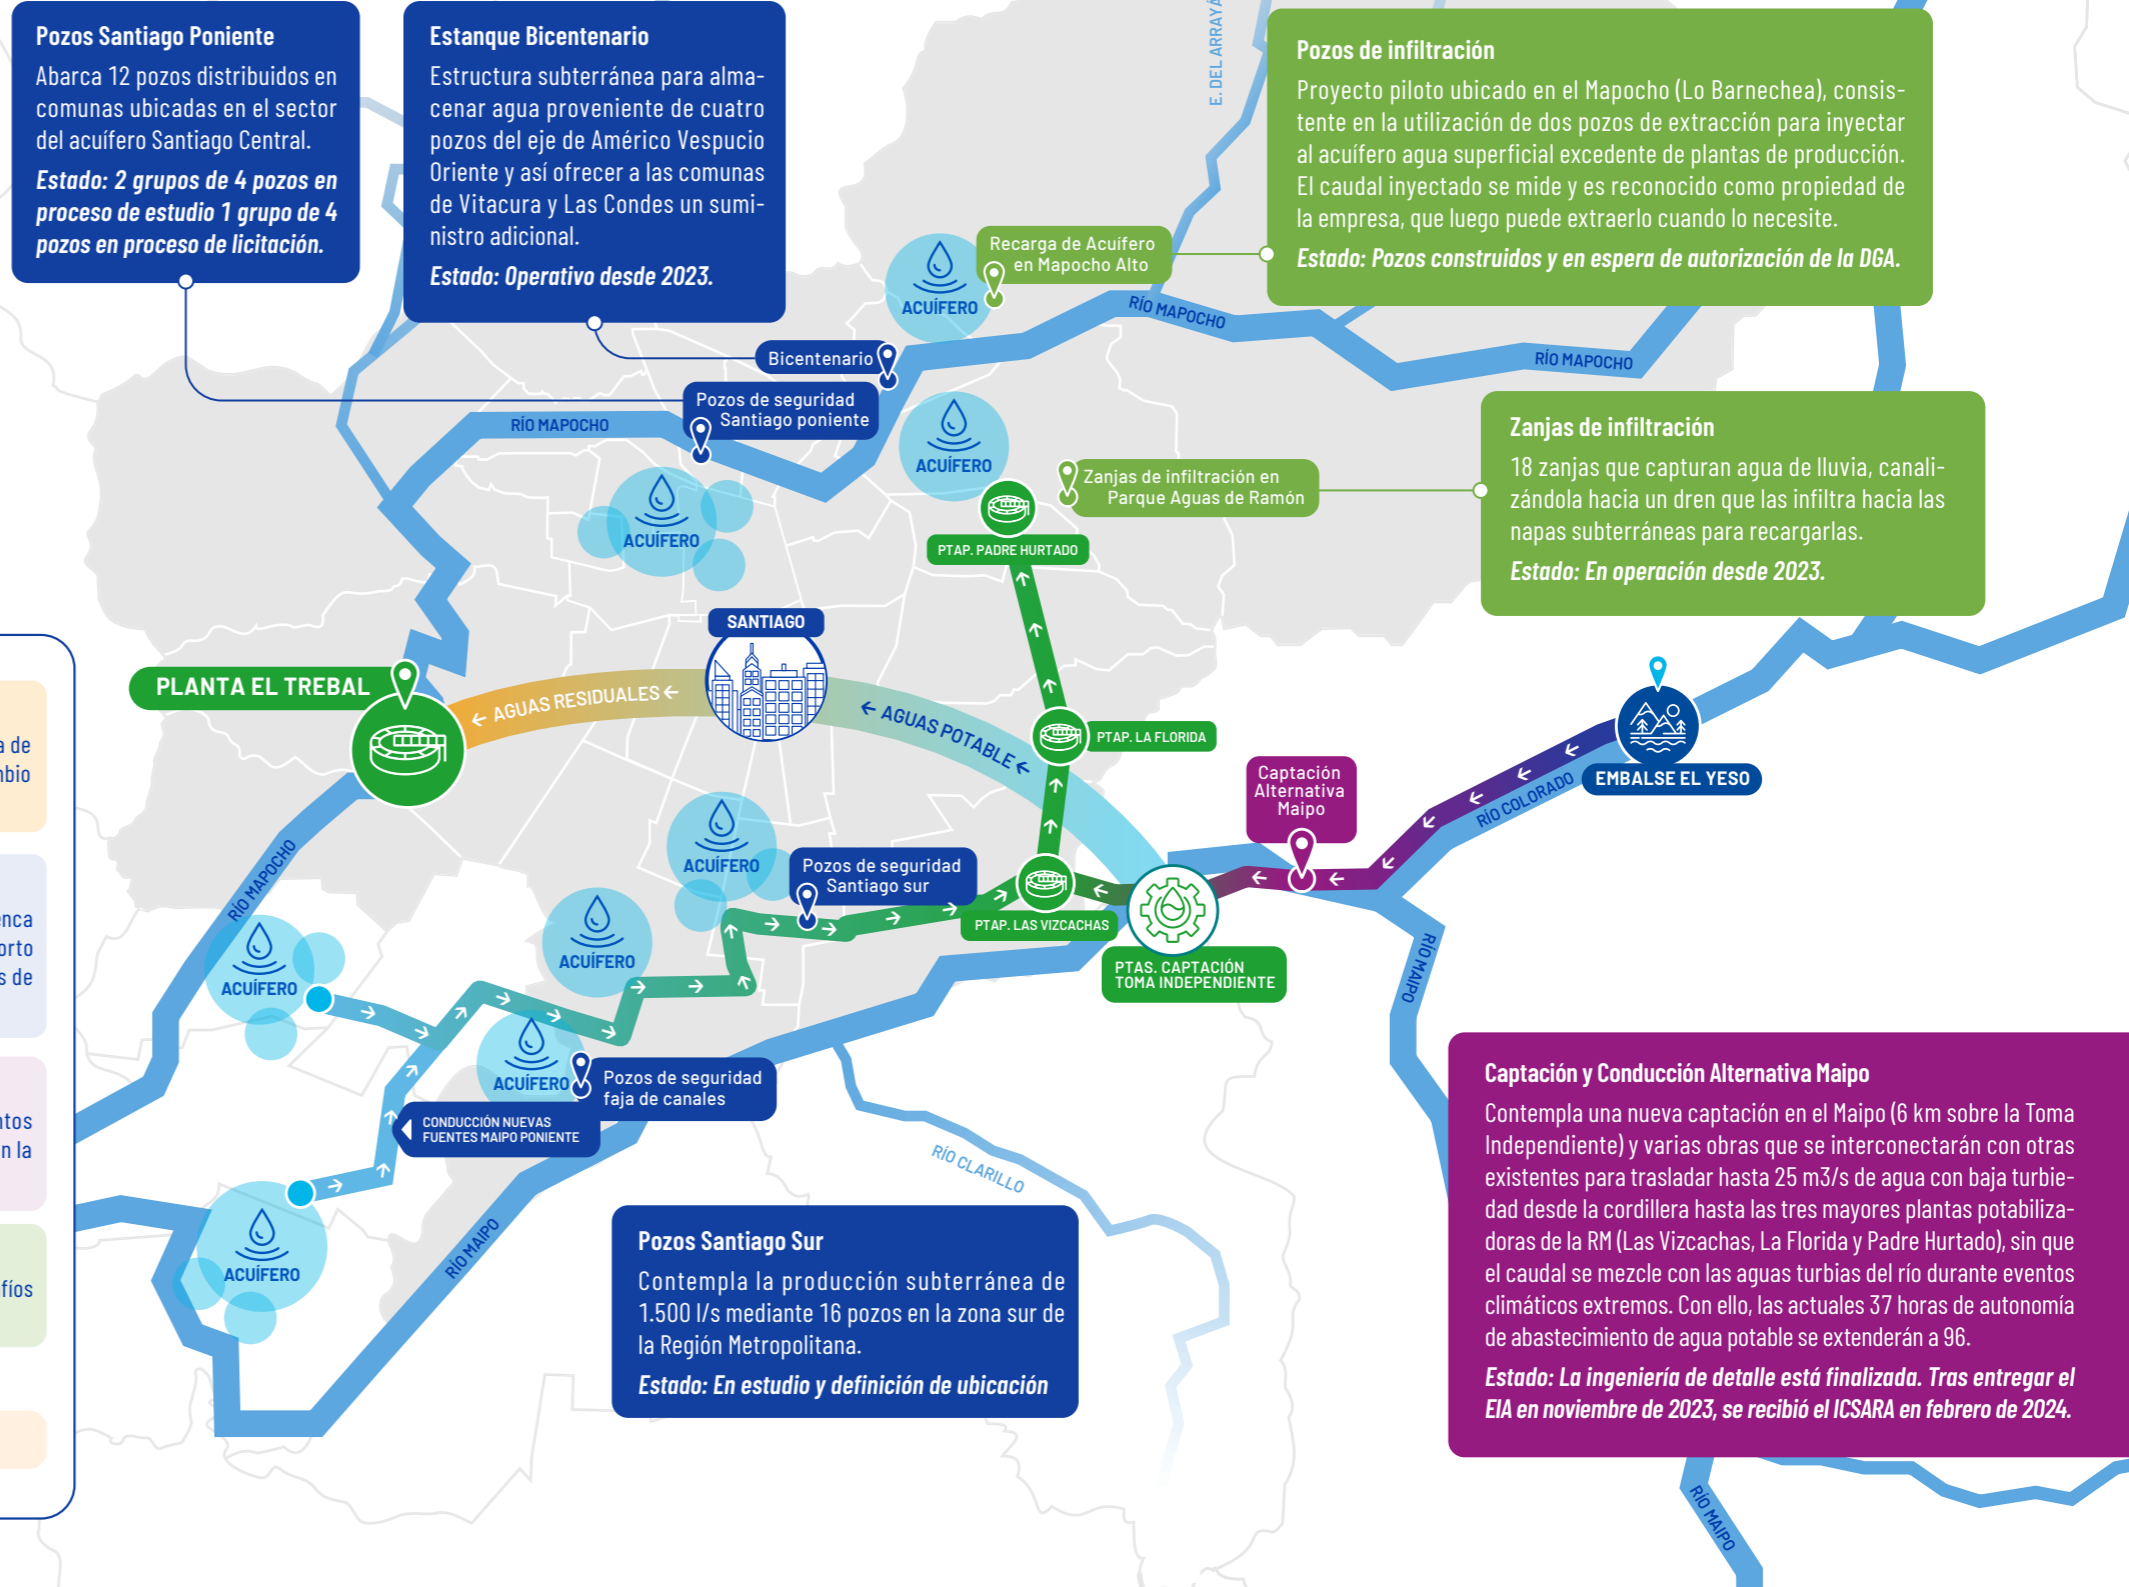 Pozos Santiago Poniente
Abarca 12 pozos distribuidos en
comunas ubicadas en el sector
del acuífero Santiago Central.
Estado: 2 grupos de 4 pozos en
proceso de estudio 1 grupo de 4
pozos en proceso de licitación.
Estanque Bicentenario
Estructura subterránea para alma-
cenar agua proveniente de cuatro
pozos del eje de Américo Vespucio
Oriente y así ofrecer a las comunas
de Vitacura y Las Condes un sumi-
nistro adicional.
Estado: Operativo desde 2023.
E. DEL ARRAYÁ
Pozos de infiltración
Proyecto piloto ubicado en el Mapocho (Lo Barnechea), consis-
tente en la utilización de dos pozos de extracción para inyectar
al acuífero agua superficial excedente de plantas de producción.
El caudal inyectado se mide y es reconocido como propiedad de
la empresa, que luego puede extraerlo cuando lo necesite.
Estado: Pozos construidos y en espera de autorización de la DGA.
Recarga de Acuífero
en Mapocho Alto
ACUÍFERO
RÍO MAPOCHO
RÍO MAPOCHO
Bicentenario
Pozos de seguridad
Santiago poniente
RÍO MAPOCHO
ACUÍFERO
Zanjas de infiltración en
Parque Aguas de Ramón
Zanjas de infiltración
18 zanjas que capturan agua de lluvia, canali-
zándola hacia un dren que las infiltra hacia las
napas subterráneas para recargarlas.
Estado: En operación desde 2023.
ACUÍFERO
PTAP. PADRE HURTADO
SANTIAGO
PLANTA EL TREBAL
AGUAS RESIDUALES
AGUAS POTABLE
PTAP. LA FLORIDA
Captación
Alternativa
Maipo
RÍO COLORADO
EMBALSE EL YESO
a de
nbio
RÍO MAPOCHO
ACUÍFERO
Pozos de seguridad
Santiago sur
PTAP. LAS VIZCACHAS
PTAS. CAPTACIÓN
TOMA INDEPENDIENTE
RÍO MAIPO
enca
orto
s de
ACUÍFERO
ACUÍFERO
ACUÍFERO
Pozos de seguridad
faja de canales
CONDUCCIÓN NUEVAS
FUENTES MAIPO PONIENTE
ntos
n la
RÍO CLARILLO
RÍO MAIPO
ACUÍFERO
fíos
Pozos Santiago Sur
Contempla la producción subterránea de
1.500 l/s mediante 16 pozos en la zona sur de
la Región Metropolitana.
Estado: En estudio y definición de ubicación
Captación y Conducción Alternativa Maipo
Contempla una nueva captación en el Maipo (6 km sobre la Toma
Independiente) y varias obras que se interconectarán con otras
existentes para trasladar hasta 25 m3/s de agua con baja turbie-
dad desde la cordillera hasta las tres mayores plantas potabiliza-
doras de la RM (Las Vizcachas, La Florida y Padre Hurtado), sin que
el caudal se mezcle con las aguas turbias del río durante eventos
climáticos extremos. Con ello, las actuales 37 horas de autonomía
de abastecimiento de agua potable se extenderán a 96.
Estado: La ingeniería de detalle está finalizada. Tras entregar el
EIA en noviembre de 2023, se recibió el ICSARA en febrero de 2024.
RÍO MAIPO